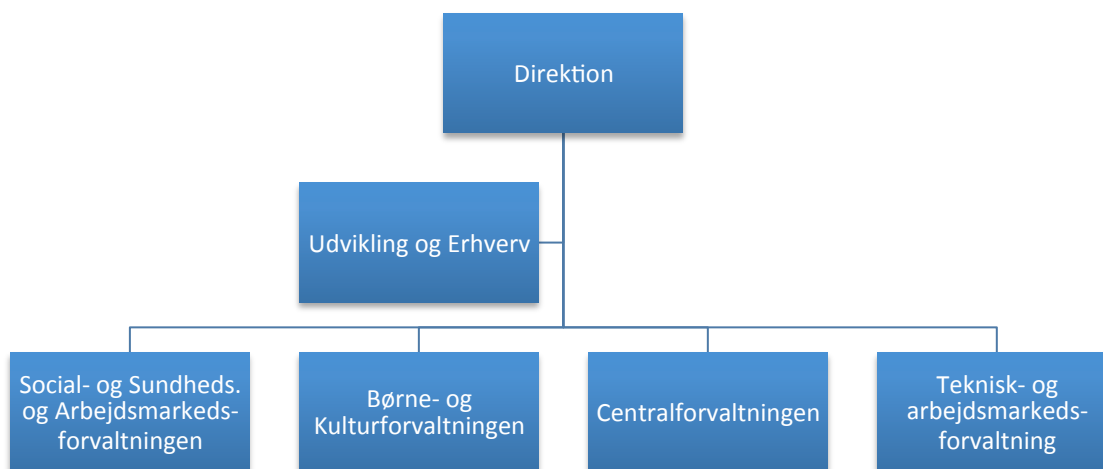 Direktion
Udvikling og Erhverv
Social- og Sundheds.
og Arbejdsmarkeds-
forvaltningen
Børne- og
Kulturforvaltningen
Centralforvaltningen
Teknisk- og
arbejdsmarkeds-
forvaltning